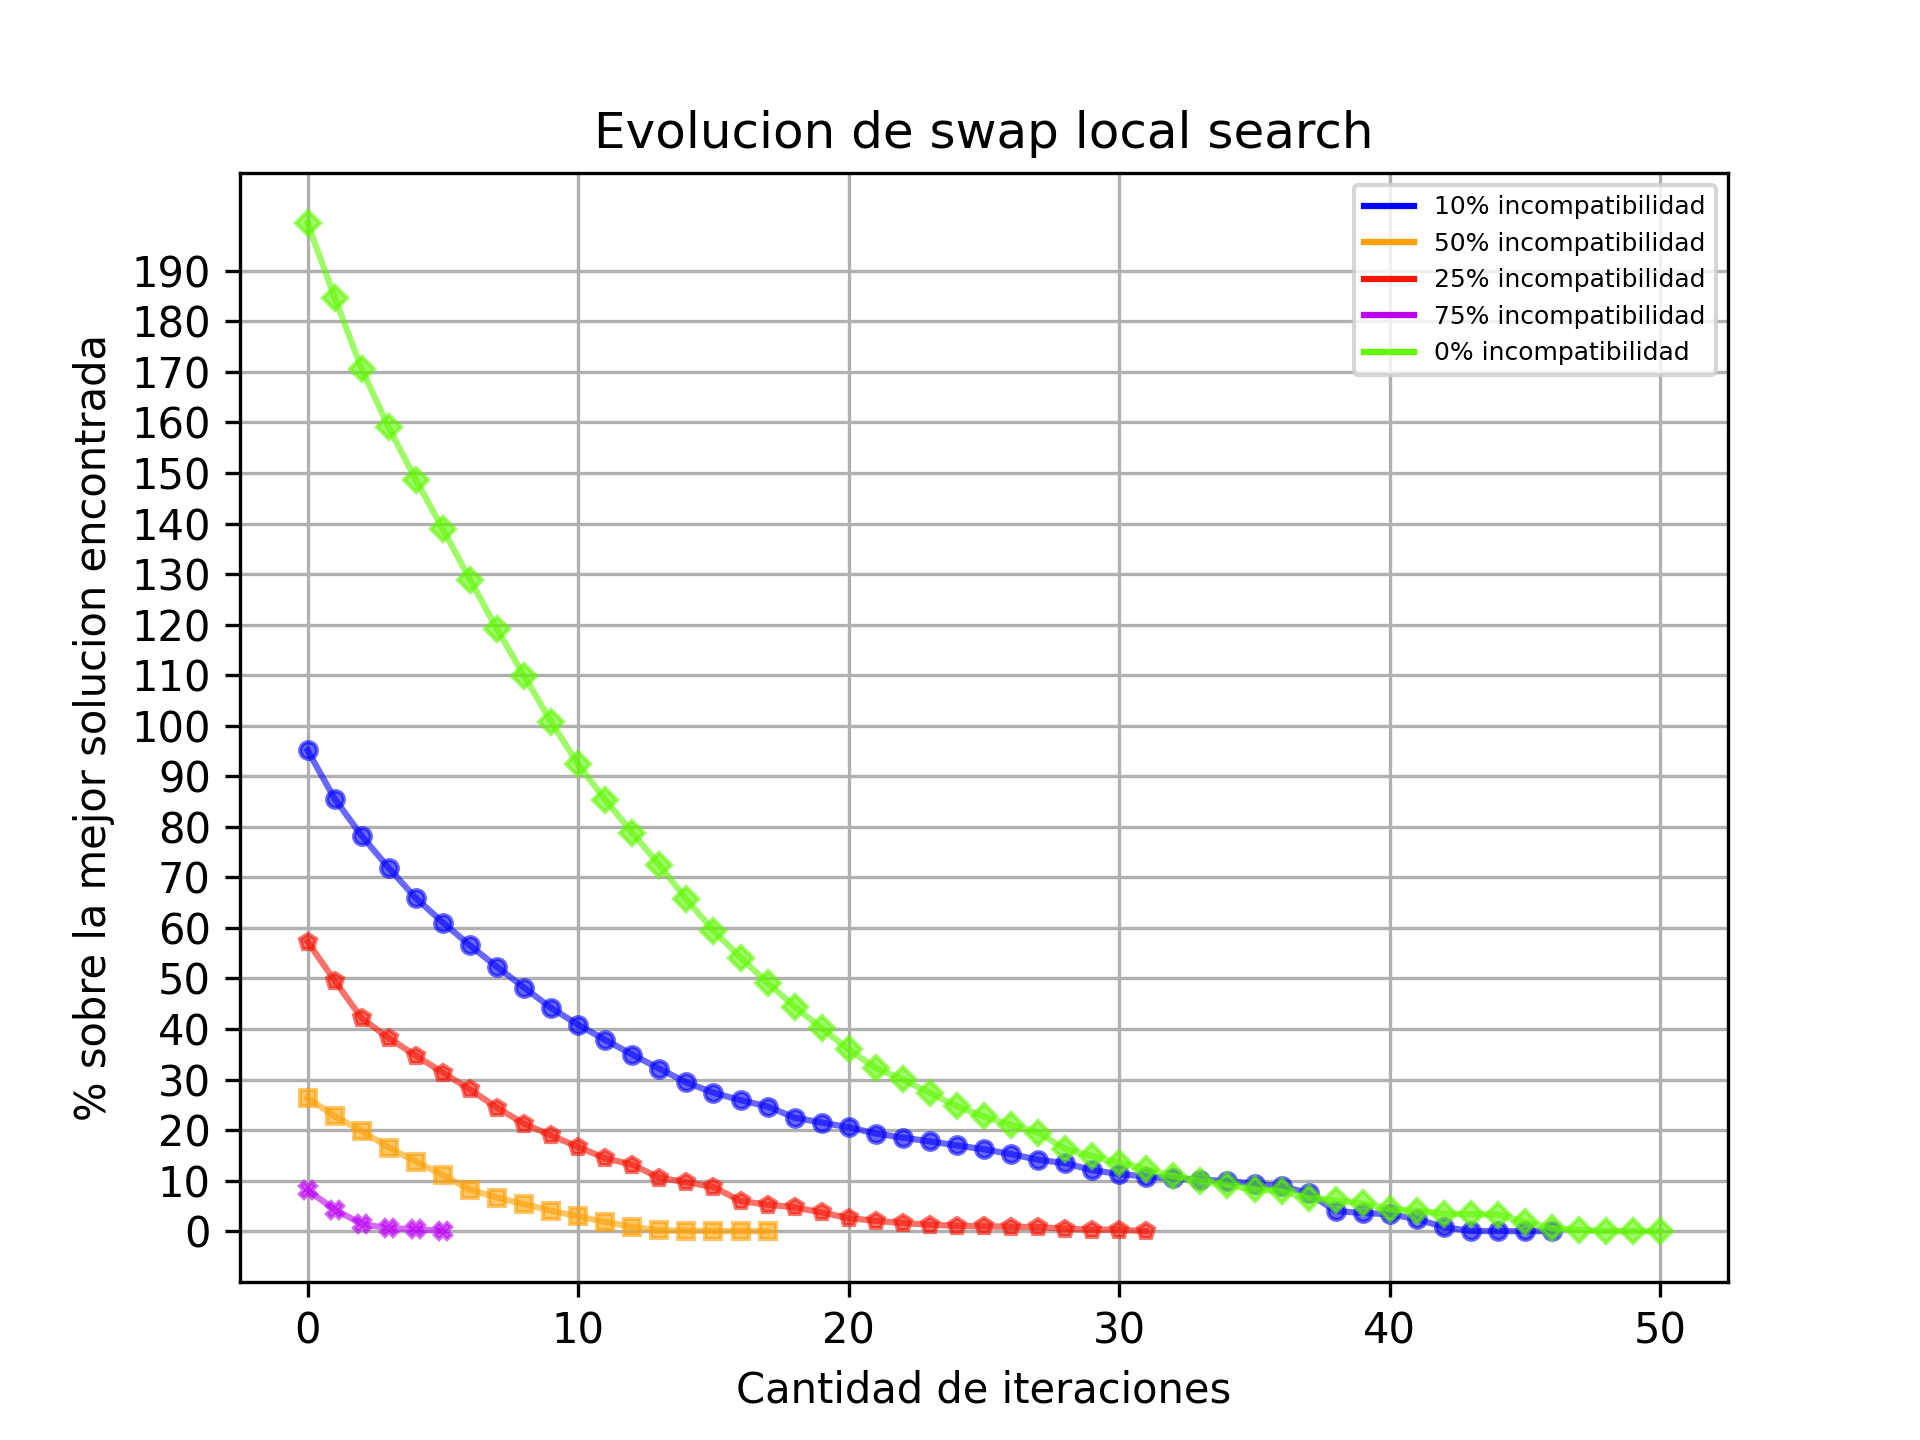 Evolucion de swap local search
10% incompatibilidad
50% incompatibilidad
25% incompatibilidad
75% incompatibilidad
0% incompatibilidad
% sobre la mejor solucion encontrada
190
180
170
160
150
140
130
120
110
100
90
80
70
60
50
40
30
20
10
0
0 10 20 30 40 50
Cantidad de iteraciones